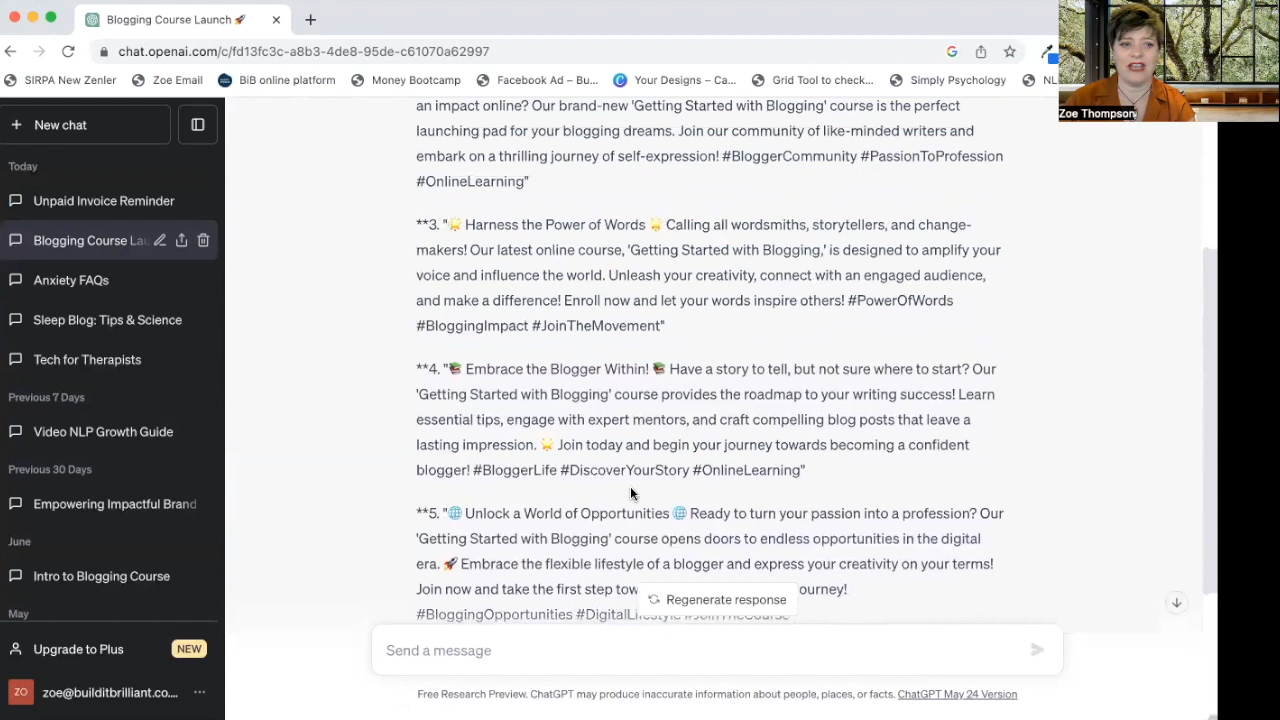 Blogging Course Launch 🚀
chat.openai.com/c/fd13fc3c-a8b3-4de8-95de-c61070a62997
SIRPA New Zenler
Zoe Email
BiB online platform
Money Bootcamp
Facebook Ad – Bu...
Your Designs – Ca...
Grid Tool to check...
Simply Psychology
NL
Zoe Thompson
New chat
Today
Unpaid Invoice Reminder
Blogging Course Lau
Anxiety FAQs
Sleep Blog: Tips & Science
Tech for Therapists
Previous 7 Days
Video NLP Growth Guide
Previous 30 Days
Empowering Impactful Brand
June
Intro to Blogging Course
May
Upgrade to Plus
NEW
ZO
zoe@builditbrilliant.co....
an impact online? Our brand-new 'Getting Started with Blogging' course is the perfect
launching pad for your blogging dreams. Join our community of like-minded writers and
embark on a thrilling journey of self-expression! #BloggerCommunity #PassionToProfession
#OnlineLearning"
**3. "🌟 Harness the Power of Words 🌟 Calling all wordsmiths, storytellers, and change-
makers! Our latest online course, 'Getting Started with Blogging,' is designed to amplify your
voice and influence the world. Unleash your creativity, connect with an engaged audience,
and make a difference! Enroll now and let your words inspire others! #PowerOfWords
#BloggingImpact #JoinTheMovement"
**4. "📚 Embrace the Blogger Within! 📚 Have a story to tell, but not sure where to start? Our
'Getting Started with Blogging' course provides the roadmap to your writing success! Learn
essential tips, engage with expert mentors, and craft compelling blog posts that leave a
lasting impression. 🌟 Join today and begin your journey towards becoming a confident
blogger! #BloggerLife #DiscoverYourStory #OnlineLearning"
**5. "🌐 Unlock a World of Opportunities 🌐 Ready to turn your passion into a profession? Our
'Getting Started with Blogging' course opens doors to endless opportunities in the digital
era. 🚀 Embrace the flexible lifestyle of a blogger and express your creativity on your terms!
Join now and take the first step tow ourney!
#BloggingOpportunities #DigitalLifestyle #JoinTheCourse
Regenerate response
Send a message
Free Research Preview. ChatGPT may produce inaccurate information about people, places, or facts. ChatGPT May 24 Version